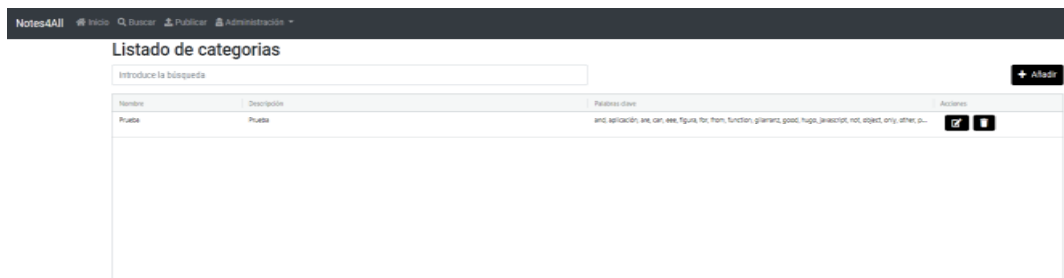 Notes4All Inicio Buscar Publicar Administración
Listado de categorias
Introduce la búsqueda
Añadir
Nombre Descripción Palabras clave Acciones
Prueba Prueba and, aplicación, are, can, eee, figura, for, from, function, gilarranz, good, hugo, javascript, not, object, only, other, p...